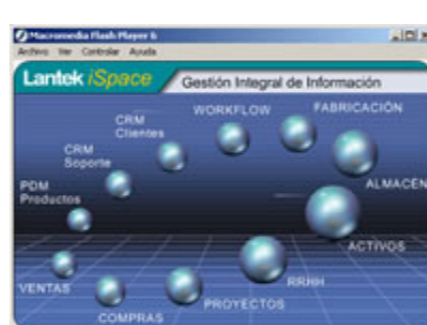 Macromedia Flash Player 6
Archivo Ver Controlar Ayuda
Lantek iSpace
Gestión Integral de Información
WORKFLOW
FABRICACIÓN
CRM
Clientes
CRM
Soporte
ALMACÉN
PDM
Productos
ACTIVOS
RRHH
VENTAS
PROYECTOS
COMPRAS